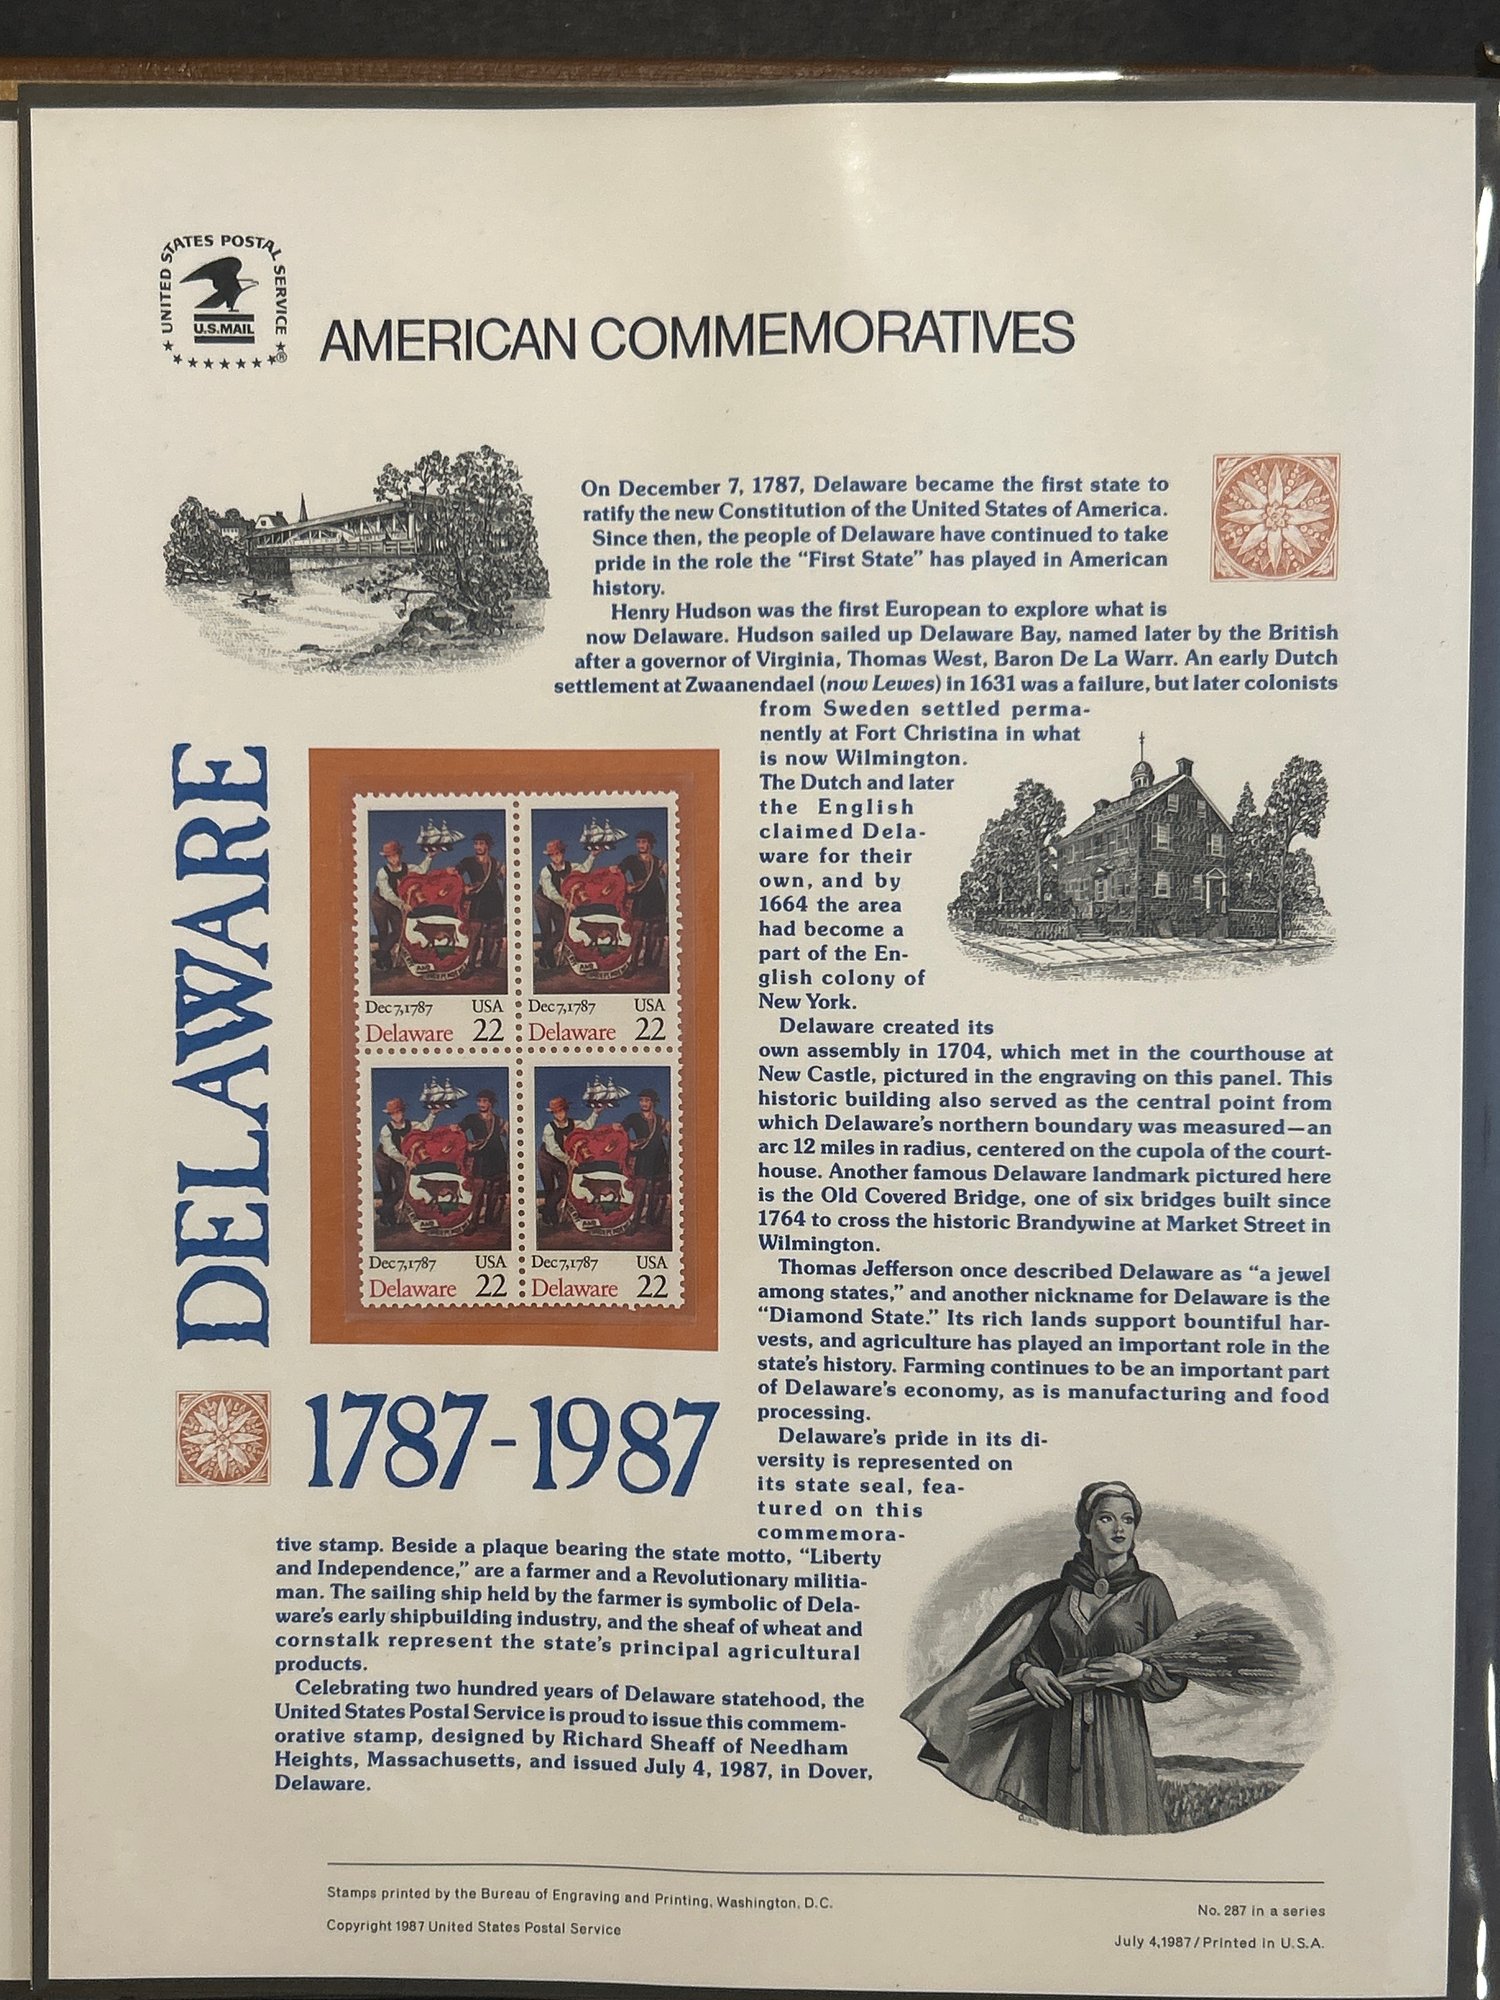 UNITED STATES POSTAL SERVICE
U.S.MAIL
®
AMERICAN COMMEMORATIVES
On December 7, 1787, Delaware became the first state to
ratify the new Constitution of the United States of America.
Since then, the people of Delaware have continued to take
pride in the role the “First State” has played in American
history.
Henry Hudson was the first European to explore what is
now Delaware. Hudson sailed up Delaware Bay, named later by the British
after a governor of Virginia, Thomas West, Baron De La Warr. An early Dutch
settlement at Zwaanendael (now Lewes) in 1631 was a failure, but later colonists
from Sweden settled perma-
nently at Fort Christina in what
is now Wilmington.
The Dutch and later
the English
claimed Dela-
ware for their
own, and by
1664 the area
had become a
part of the En-
glish colony of
New York.
Delaware created its
own assembly in 1704, which met in the courthouse at
New Castle, pictured in the engraving on this panel. This
historic building also served as the central point from
which Delaware’s northern boundary was measured—an
arc 12 miles in radius, centered on the cupola of the court-
house. Another famous Delaware landmark pictured here
is the Old Covered Bridge, one of six bridges built since
1764 to cross the historic Brandywine at Market Street in
Wilmington.
Thomas Jefferson once described Delaware as “a jewel
among states,” and another nickname for Delaware is the
“Diamond State.” Its rich lands support bountiful har-
vests, and agriculture has played an important role in the
state’s history. Farming continues to be an important part
of Delaware’s economy, as is manufacturing and food
processing.
Delaware’s pride in its di-
versity is represented on
its state seal, fea-
tured on this
commemora-
tive stamp. Beside a plaque bearing the state motto, “Liberty
and Independence,” are a farmer and a Revolutionary militia-
man. The sailing ship held by the farmer is symbolic of Dela-
ware’s early shipbuilding industry, and the sheaf of wheat and
cornstalk represent the state’s principal agricultural
products.
Celebrating two hundred years of Delaware statehood, the
United States Postal Service is proud to issue this commem-
orative stamp, designed by Richard Sheaff of Needham
Heights, Massachusetts, and issued July 4, 1987, in Dover,
Delaware.
DELAWARE
Dec 7, 1787 USA
Delaware 22
Dec 7, 1787 USA
Delaware 22
Dec 7, 1787 USA
Delaware 22
Dec 7, 1787 USA
Delaware 22
1787-1987
Stamps printed by the Bureau of Engraving and Printing, Washington, D.C.
Copyright 1987 United States Postal Service
No. 287 in a series
July 4, 1987/Printed in U.S.A.